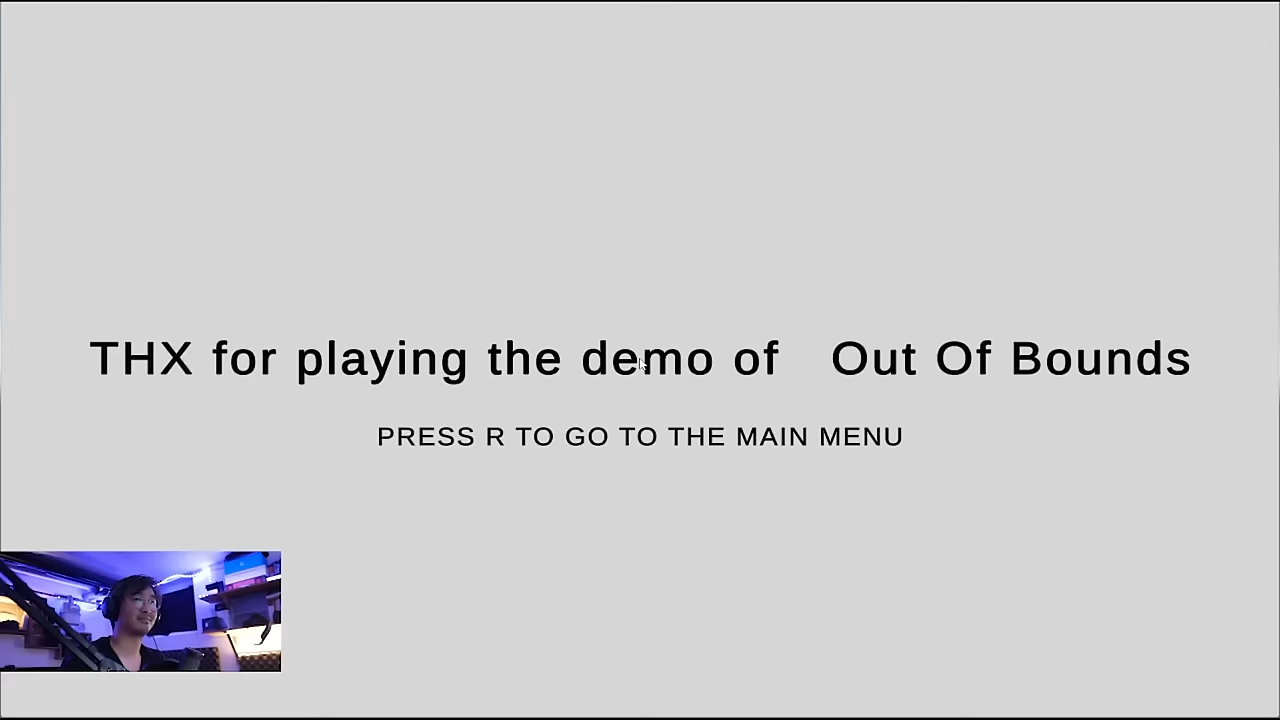 THX for playing the demo of Out Of Bounds
PRESS R TO GO TO THE MAIN MENU